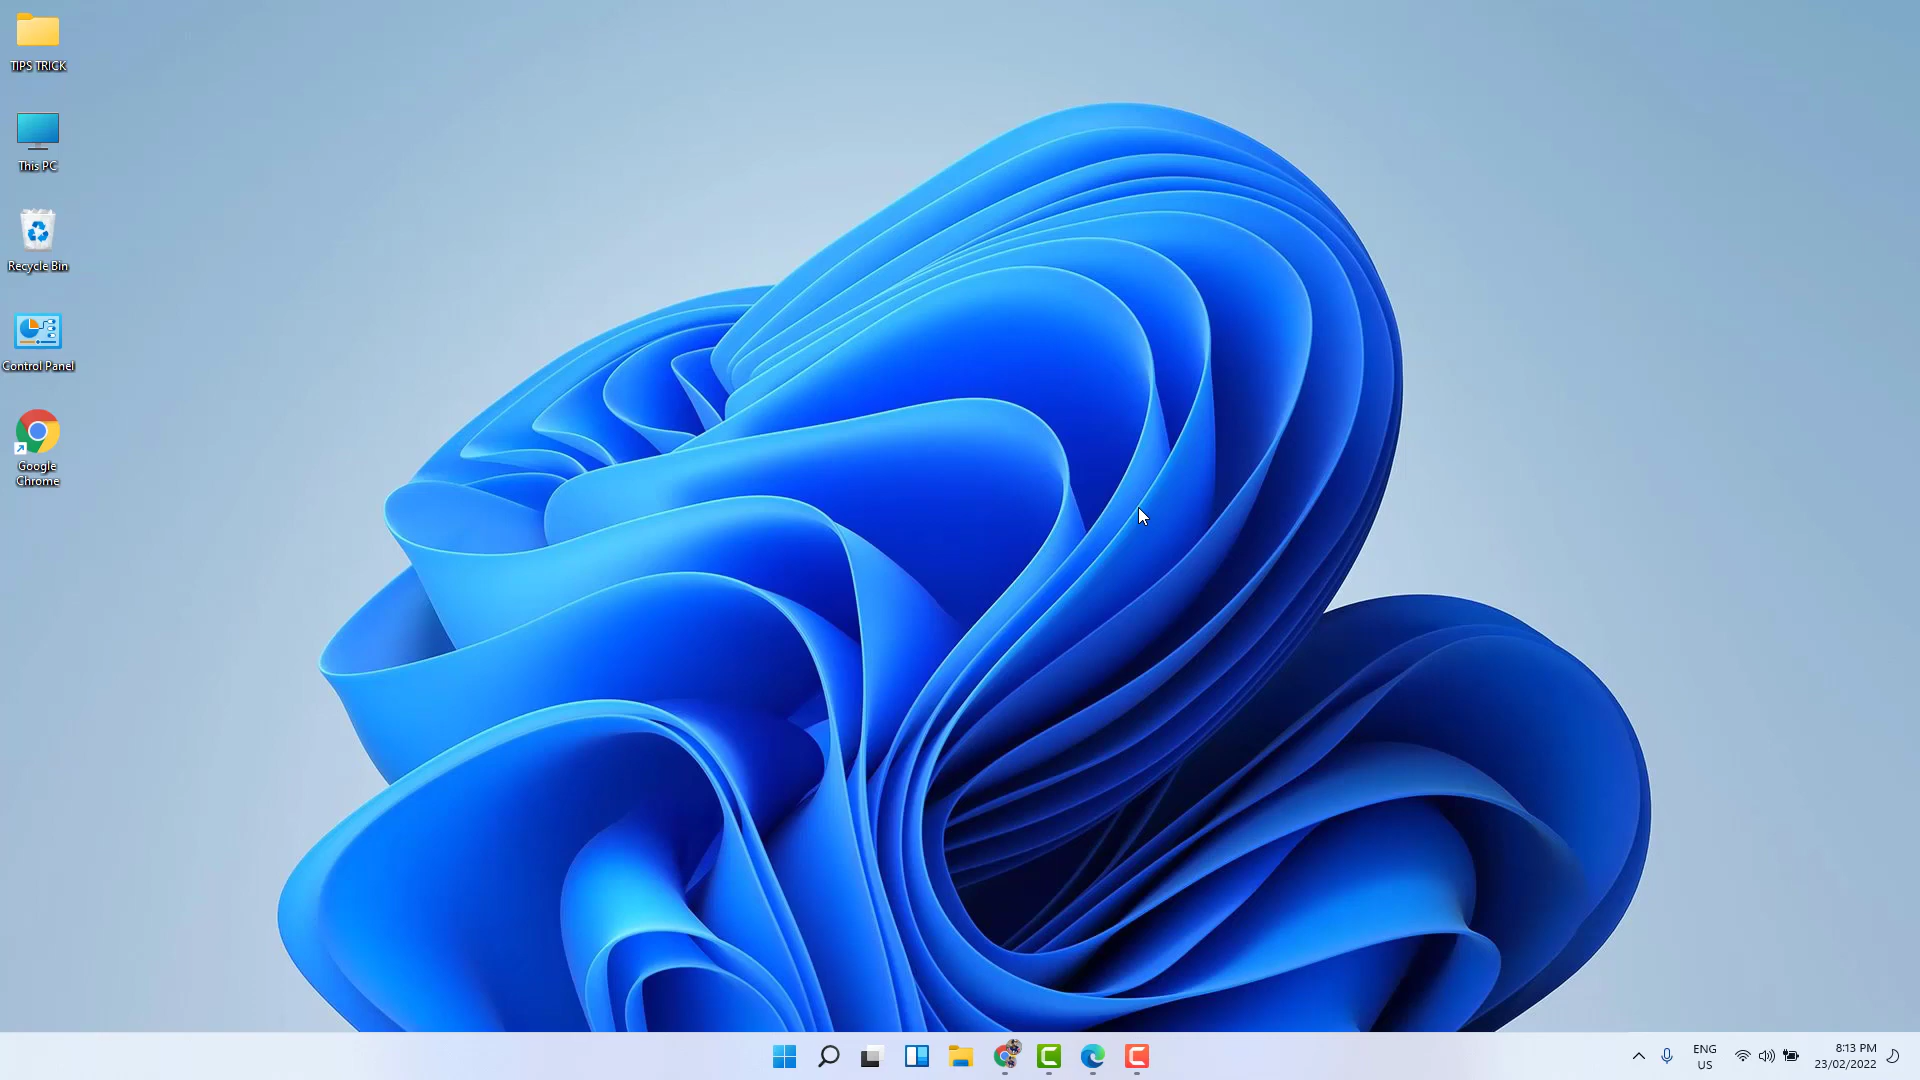 TIPS TRICK
This PC
Recycle Bin
Control Panel
Google
Chrome
ENG
US
8:13 PM
23/02/2022